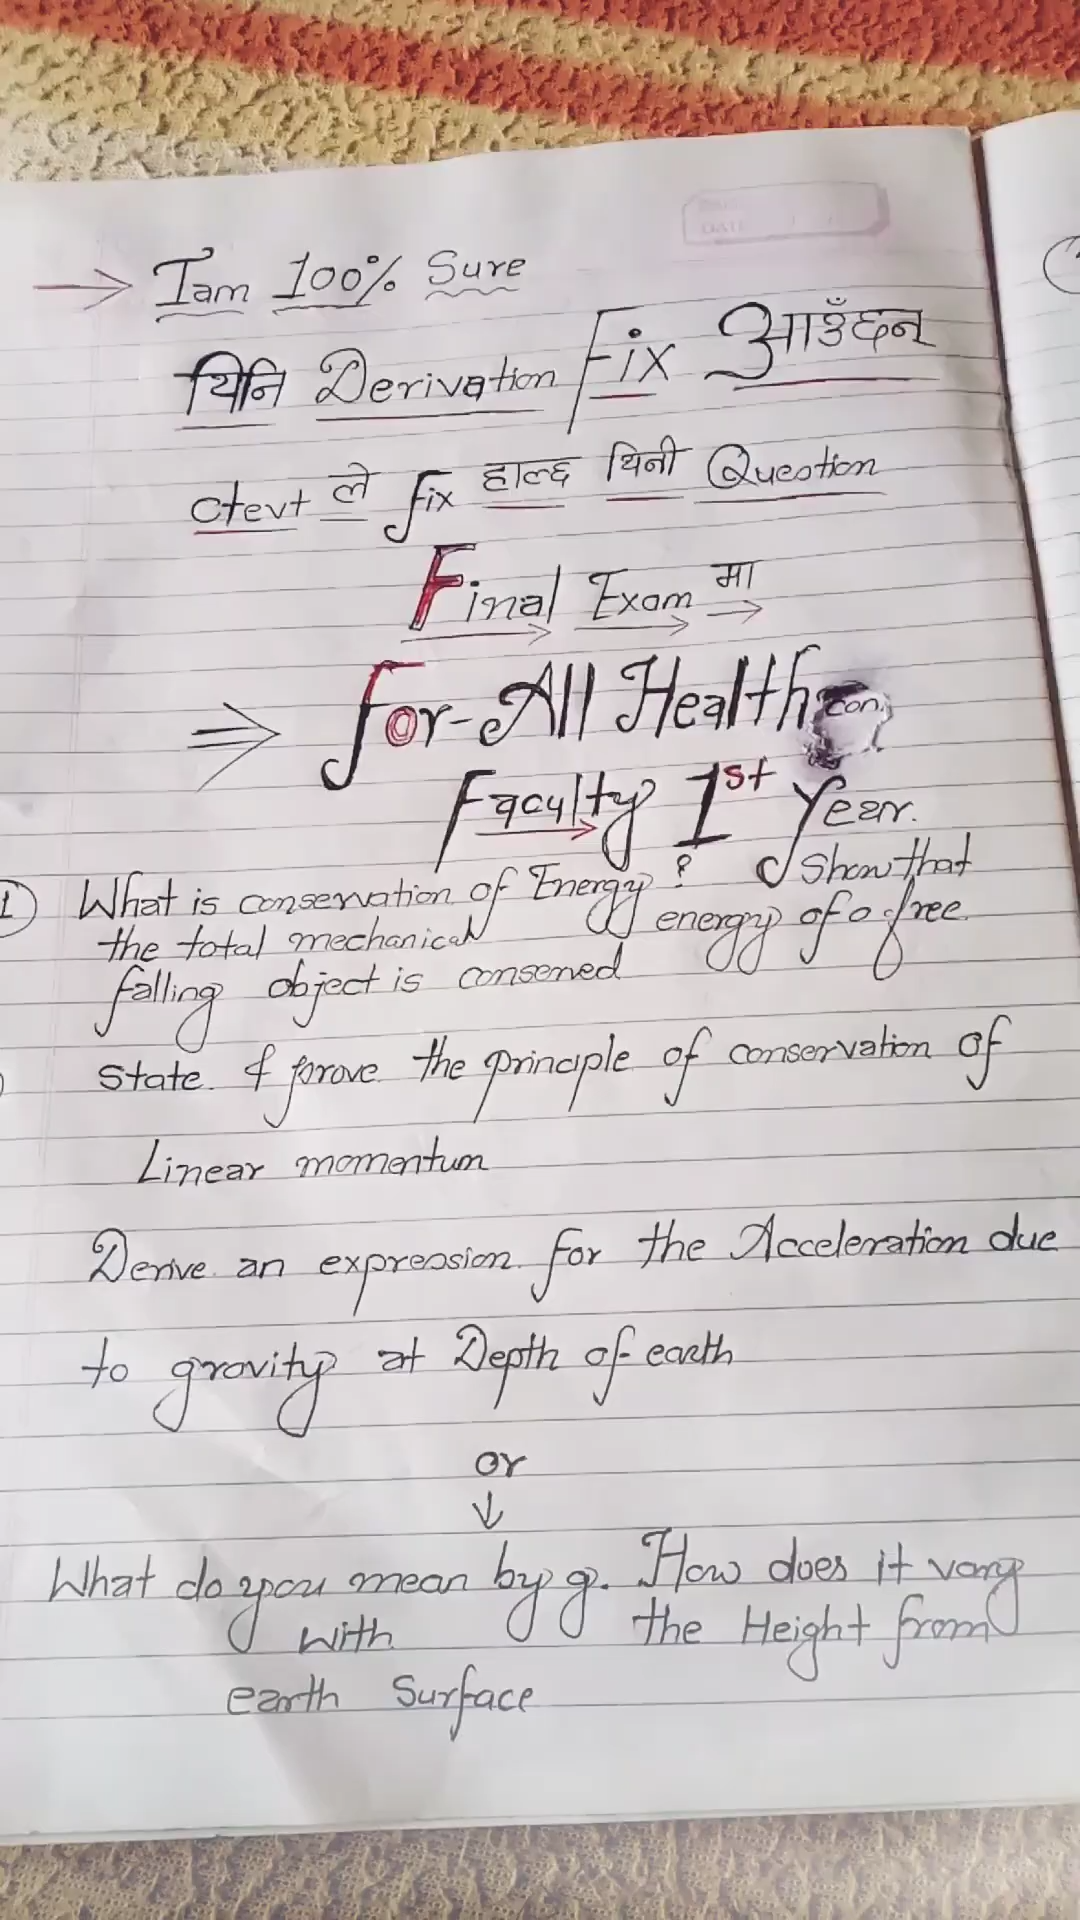 → I am 100% Sure
यिनि Derivation Fix आउँछन्
ctevt ले fix हाल्छ यिनी Question
Final Exam मा
⇒ for-All Health
Faculty 1st Year.
1 What is conservation of Energy? Show that
the total mechanical energy of a free
falling object is conserved
State & prove the principle of conservation of
Linear momentum
Derive an expression for the Acceleration due
to gravity at Depth of earth
or
↓
What do you mean by g. How does it vary
with the Height from
earth Surface